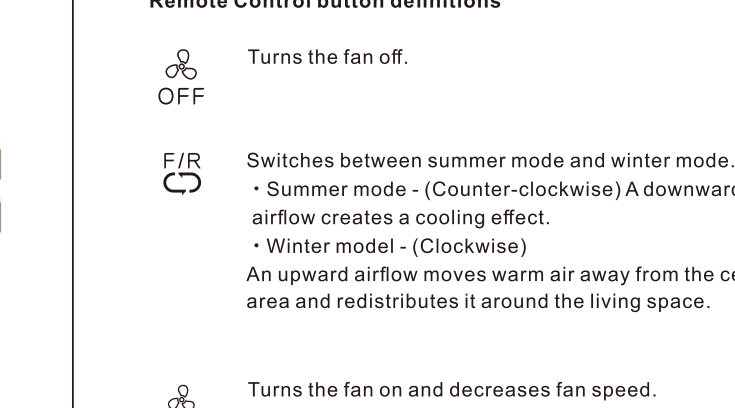 Remote Control button definitions
Turns the fan off.
OFF
F/R
Switches between summer mode and winter mode.
・Summer mode - (Counter-clockwise) A downward
airflow creates a cooling effect.
・Winter model - (Clockwise)
An upward airflow moves warm air away from the
area and redistributes it around the living space.
Turns the fan on and decreases fan speed.